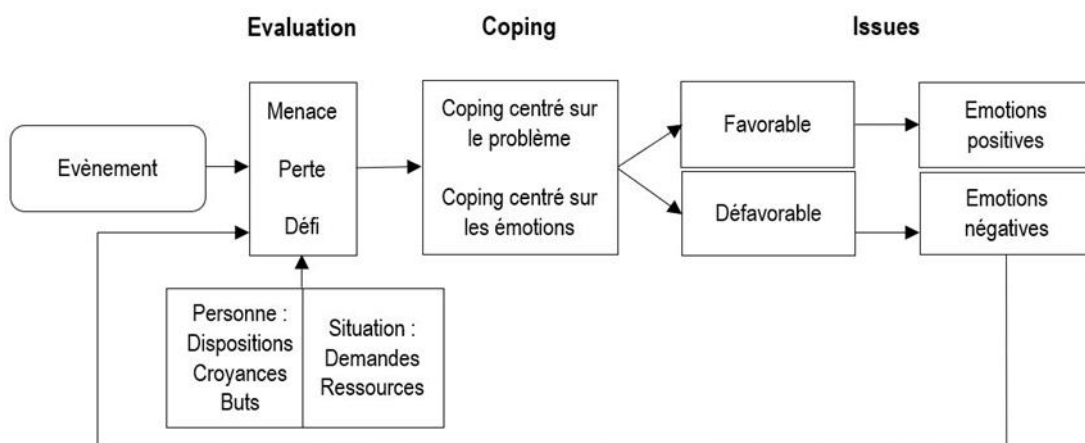 Evaluation
Coping
Issues
Evènement
Menace
Perte
Défi
Coping centré sur
le problème
Coping centré sur
les émotions
Favorable
Défavorable
Emotions
positives
Emotions
négatives
Personne :
Dispositions
Croyances
Buts
Situation :
Demandes
Ressources